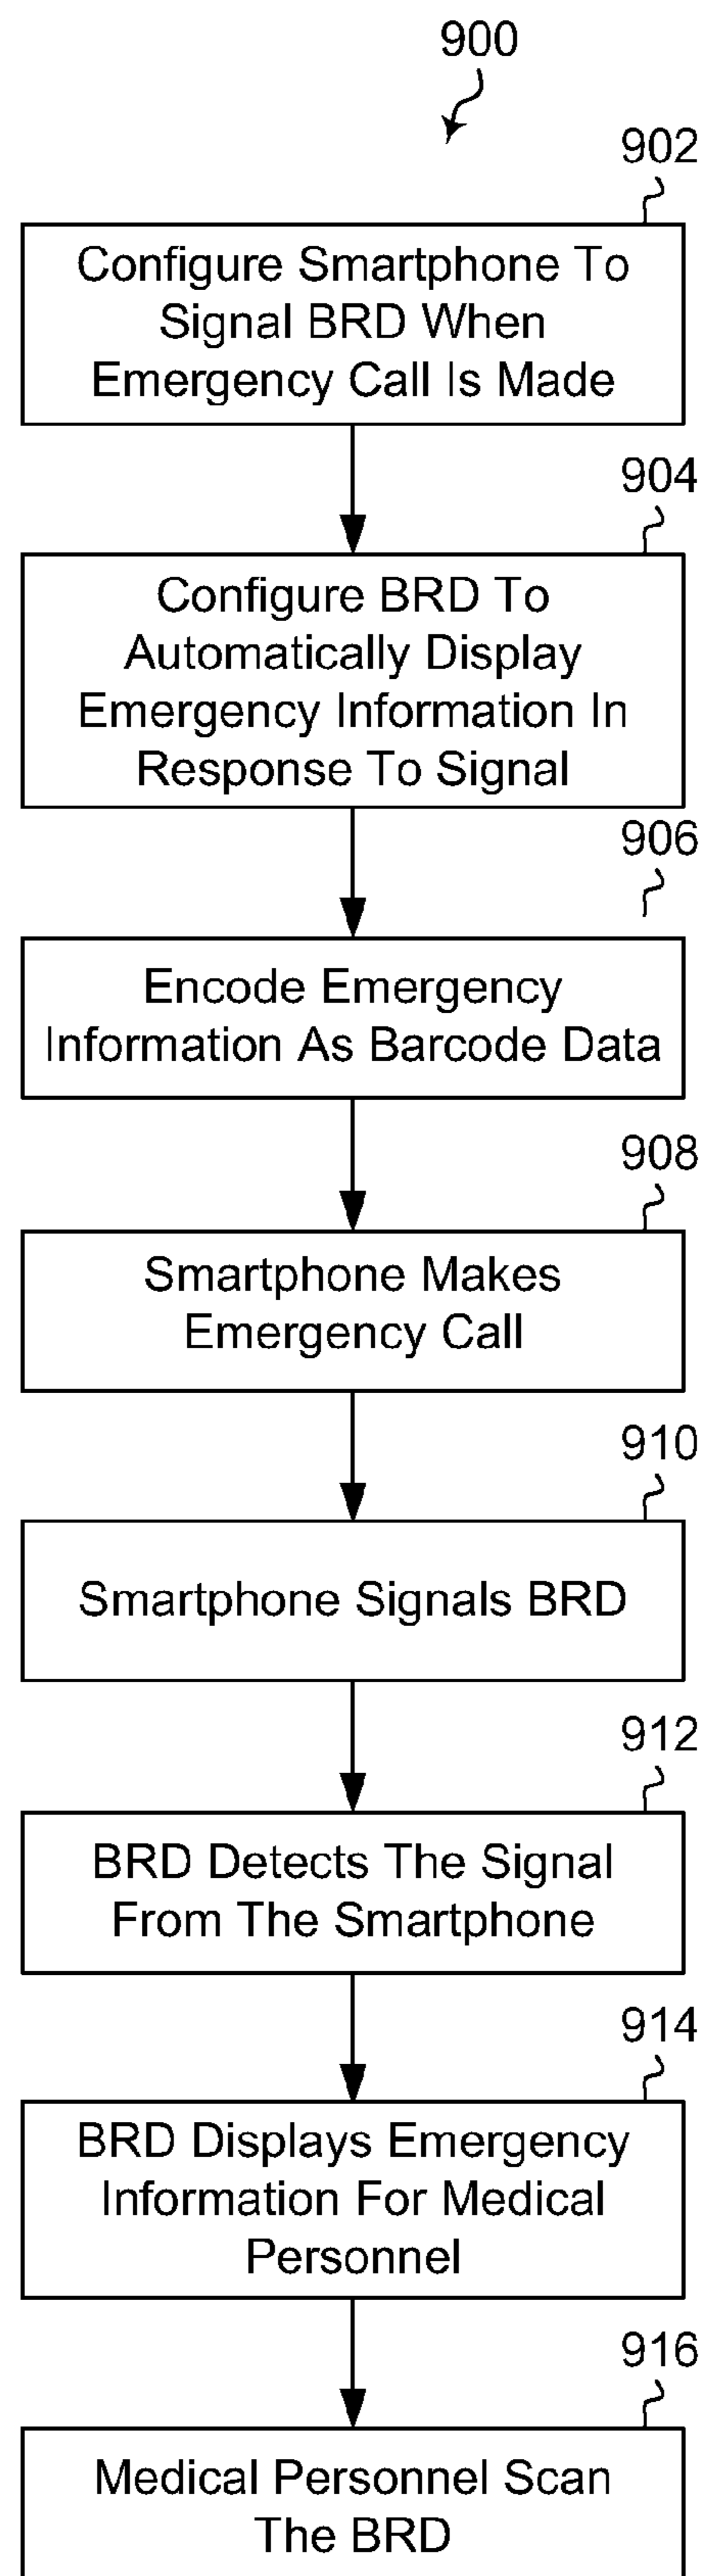 900
902
Configure Smartphone To
Signal BRD When
Emergency Call Is Made
904
Configure BRD To
Automatically Display
Emergency Information In
Response To Signal
906
Encode Emergency
Information As Barcode Data
908
Smartphone Makes
Emergency Call
910
Smartphone Signals BRD
912
BRD Detects The Signal
From The Smartphone
914
BRD Displays Emergency
Information For Medical
Personnel
916
Medical Personnel Scan
The BRD